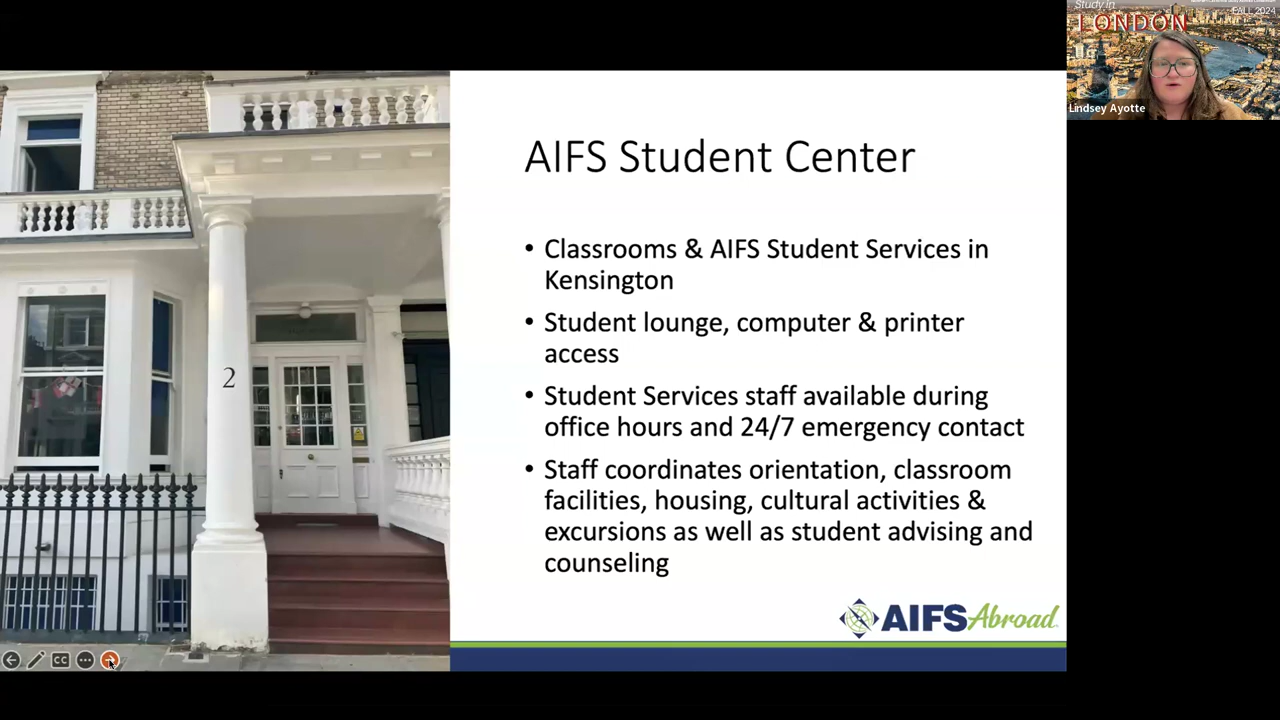 Study in
LONDON
FALL 2024
Lindsey Ayotte
AIFS Student Center
• Classrooms & AIFS Student Services in
Kensington
• Student lounge, computer & printer
access
• Student Services staff available during
office hours and 24/7 emergency contact
• Staff coordinates orientation, classroom
facilities, housing, cultural activities &
excursions as well as student advising and
counseling
2
CC
AIFS Abroad